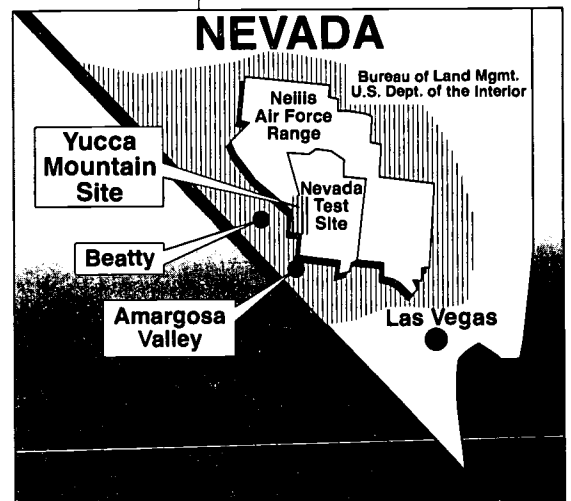 NEVADA
Bureau of Land Mgmt.
U.S. Dept. of the Interior
Neiiis
Air Force
Range
Yucca
Mountain
Site
Nevada
Test
Site
Beatty
Amargosa
Valley
Las Vegas